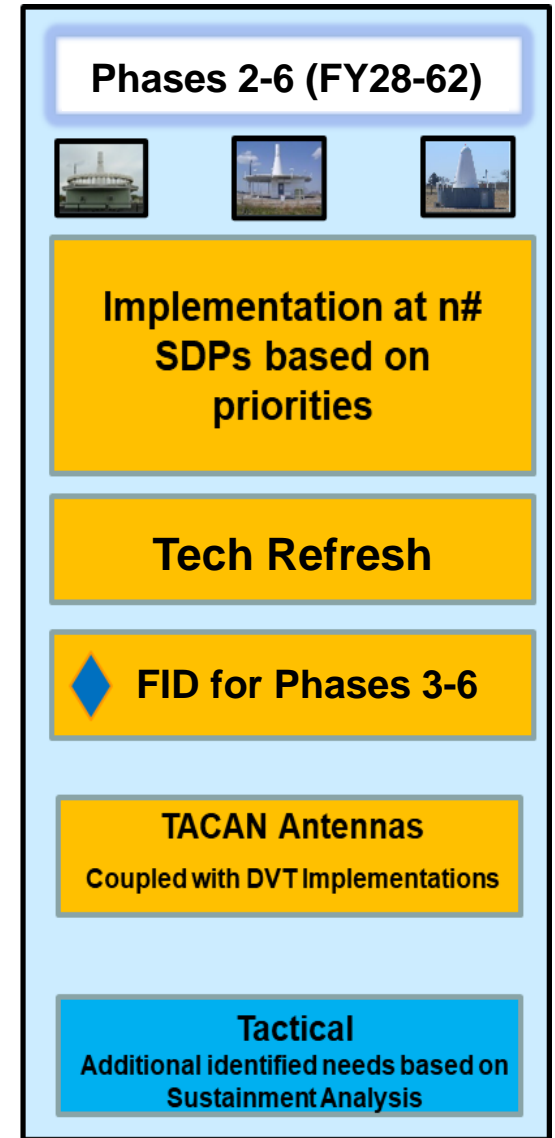 Phases 2-6 (FY28-62)
Implementation at n#
SDPs based on
priorities
Tech Refresh
FID for Phases 3-6
TACAN Antennas
Coupled with DVT Implementations
Tactical
Additional identified needs based on
Sustainment Analysis